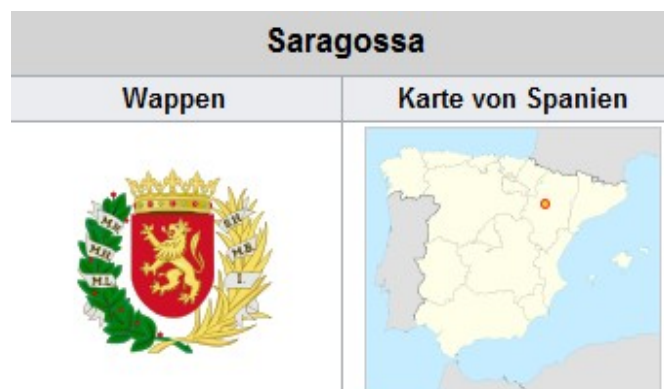 Saragossa
Wappen Karte von Spanien
M.N. S.H.
M.H. M.B.
M.L. I.